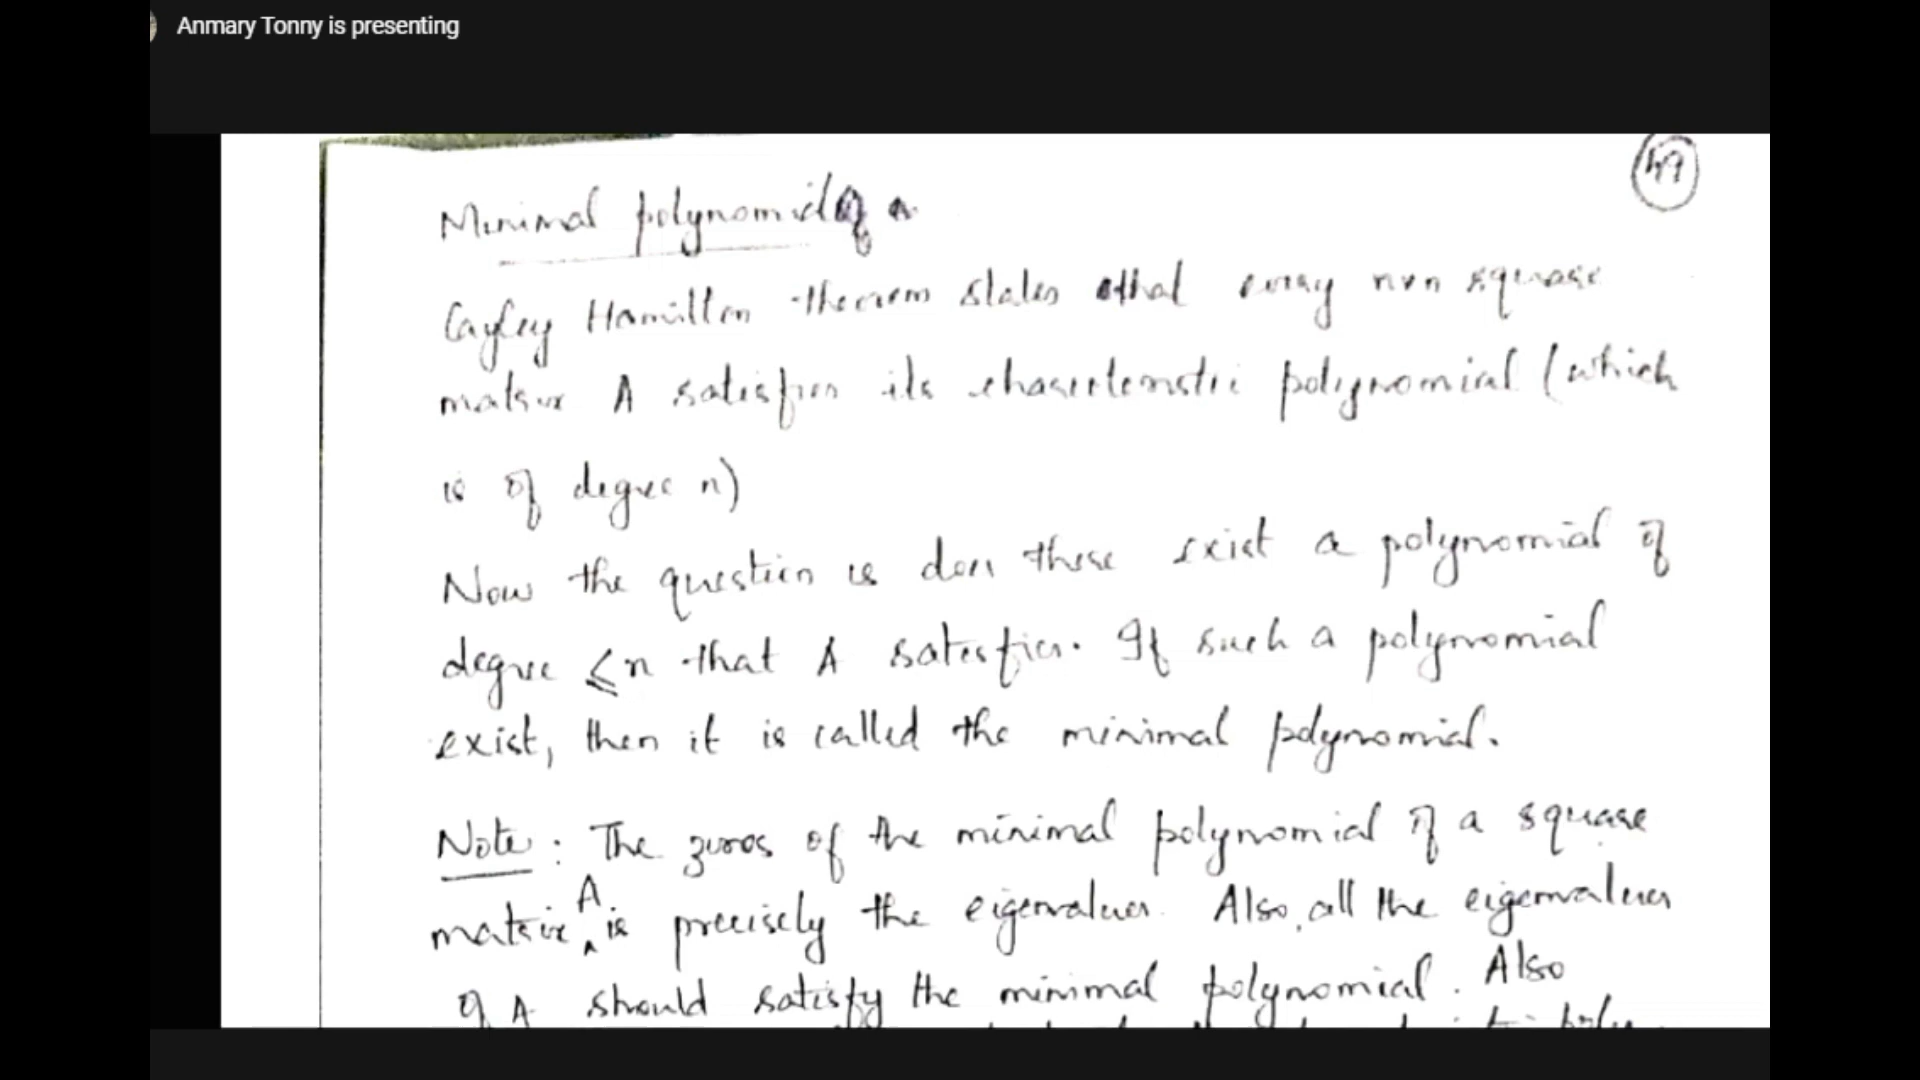 Anmary Tonny is presenting
49
Minimal polynomial of a
Cayley Hamilton theorem states that every nxn square
matrix A satisfies its characteristic polynomial (which
is of degree n)
Now the question is does there exist a polynomial of
degree ≤n that A satisfies. If such a polynomial
exist, then it is called the minimal polynomial.
Note: The zeros of the minimal polynomial of a square
matrix A is precisely the eigenvalues. Also, all the eigenvalues
of A should satisfy the minimal polynomial. Also